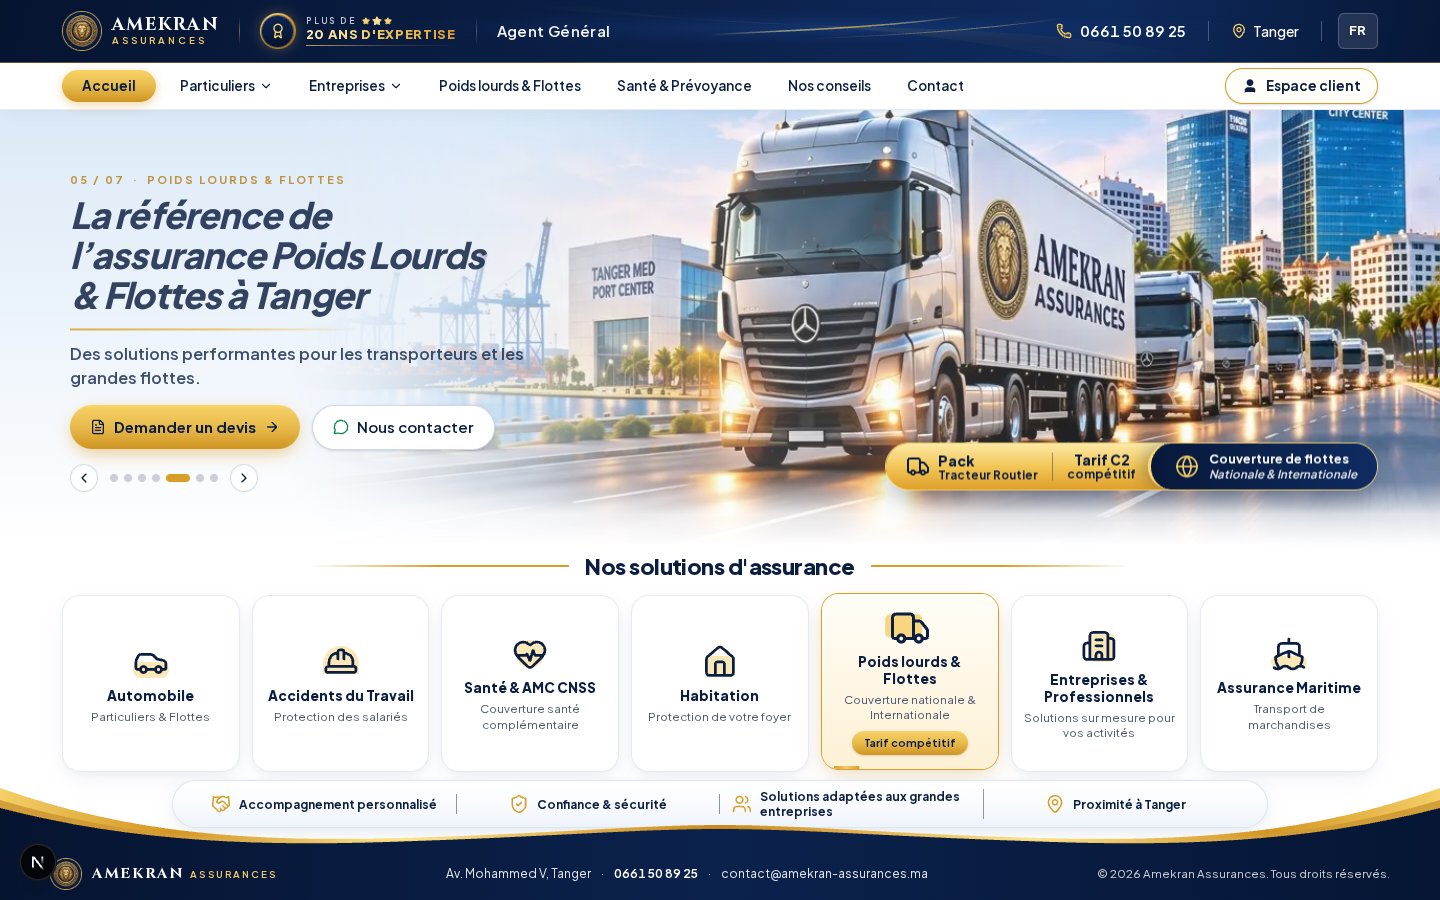 AMEKRAN
ASSURANCES
PLUS DE
20 ANS D'EXPERTISE
Agent Général
0661 50 89 25
Tanger
FR
Accueil
Particuliers
Entreprises
Poids lourds & Flottes
Santé & Prévoyance
Nos conseils
Contact
Espace client
05 / 07 · POIDS LOURDS & FLOTTES
La référence de
l’assurance Poids Lourds
& Flottes à Tanger
Des solutions performantes pour les transporteurs et les
grandes flottes.
Demander un devis
Nous contacter
TANGER MED
PORT CENTER
AMEKRAN
ASSURANCES
CITY CENTER
Pack
Tracteur Routier
Tarif C2
compétitif
Couverture de flottes
Nationale & Internationale
Nos solutions d'assurance
Automobile
Particuliers & Flottes
Accidents du Travail
Protection des salariés
Santé & AMC CNSS
Couverture santé
complémentaire
Habitation
Protection de votre foyer
Poids lourds &
Flottes
Couverture nationale &
Internationale
Tarif compétitif
Entreprises &
Professionnels
Solutions sur mesure pour
vos activités
Assurance Maritime
Transport de
marchandises
Accompagnement personnalisé
Confiance & sécurité
Solutions adaptées aux grandes
entreprises
Proximité à Tanger
N
AMEKRAN ASSURANCES
Av. Mohammed V, Tanger · 0661 50 89 25 · contact@amekran-assurances.ma
© 2026 Amekran Assurances. Tous droits réservés.